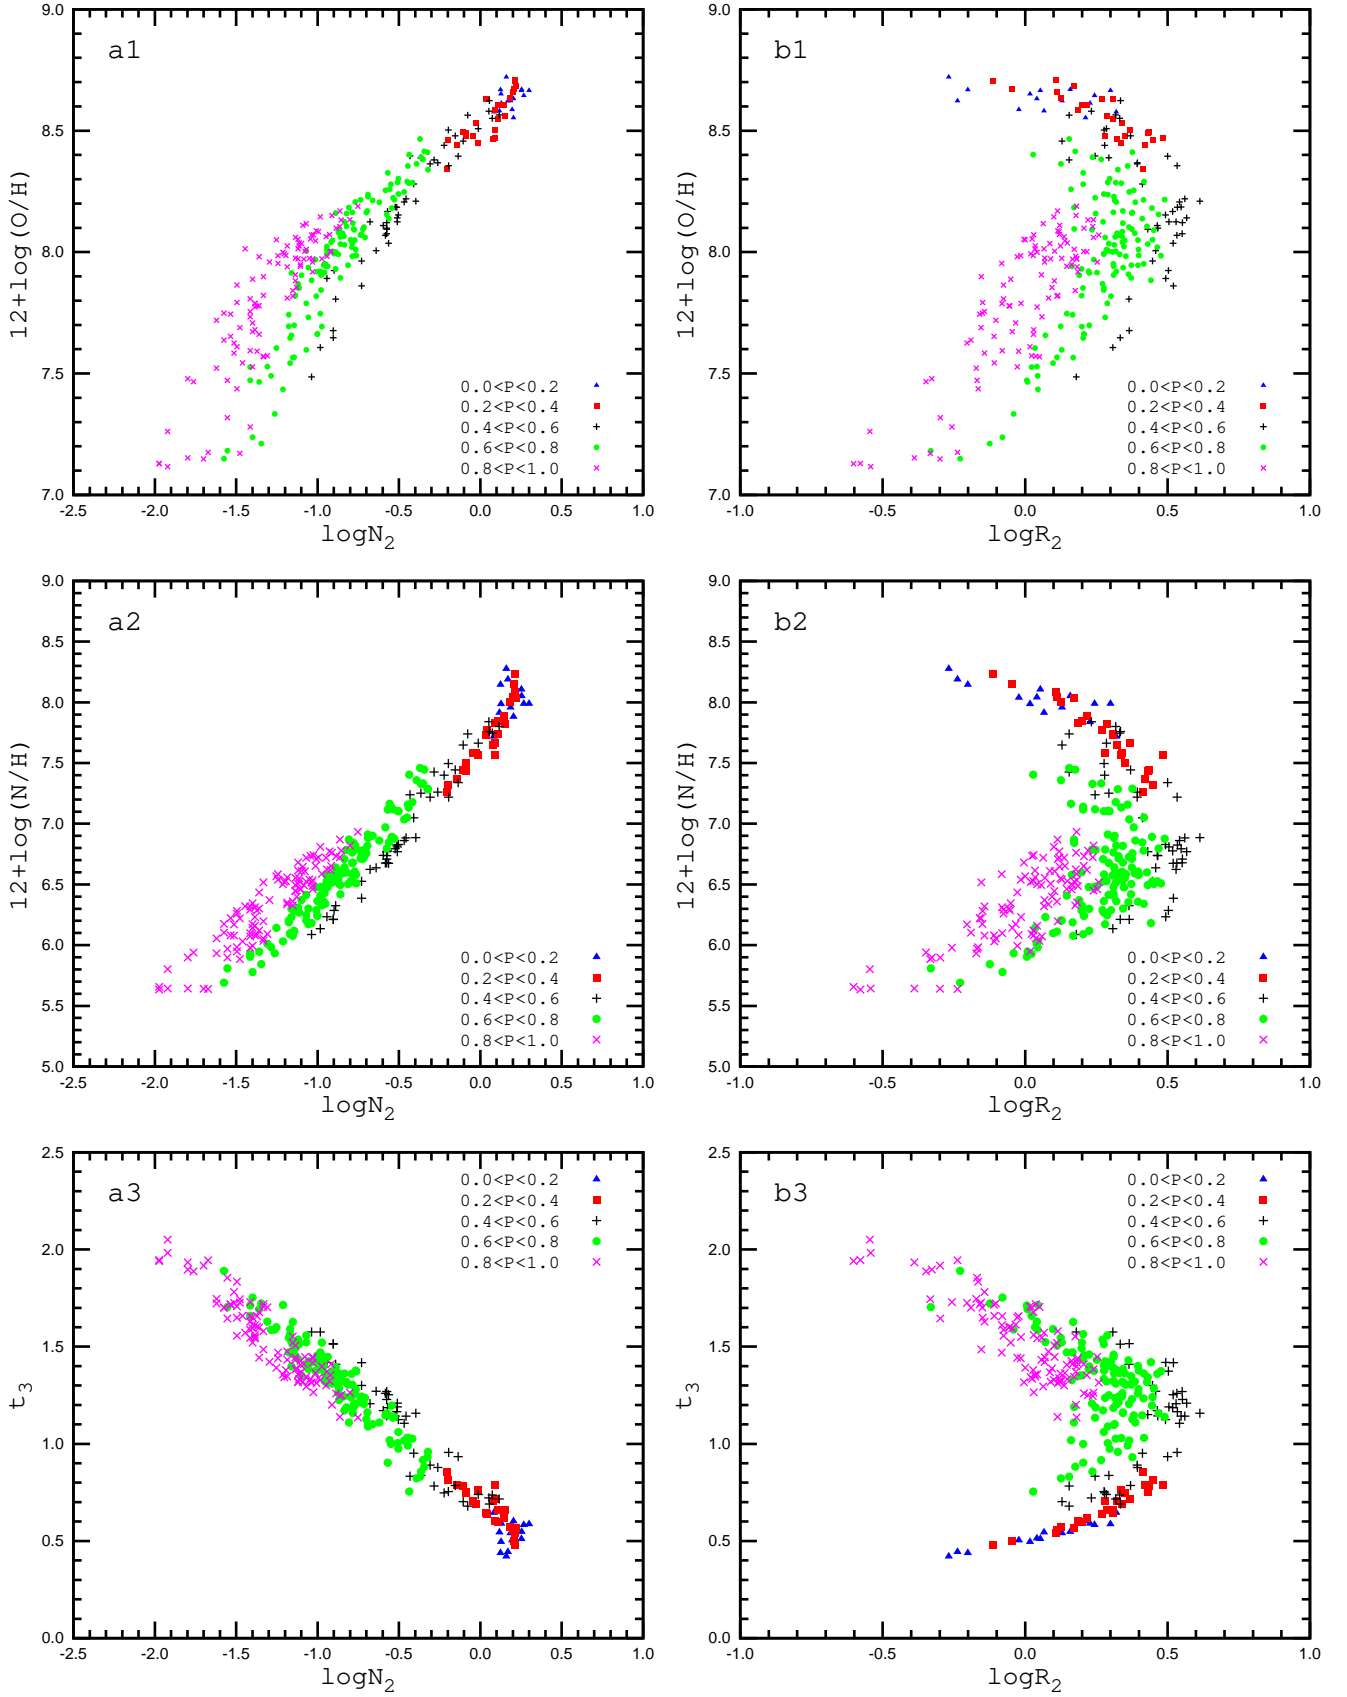 a1
12+log(O/H)
9.0
8.5
8.0
7.5
7.0
0.0<P<0.2
0.2<P<0.4
0.4<P<0.6
0.6<P<0.8
0.8<P<1.0
-2.5 -2.0 -1.5 -1.0 -0.5 0.0 0.5 1.0
logN2
b1
12+log(O/H)
9.0
8.5
8.0
7.5
7.0
0.0<P<0.2
0.2<P<0.4
0.4<P<0.6
0.6<P<0.8
0.8<P<1.0
-1.0 -0.5 0.0 0.5 1.0
logR2
a2
12+log(N/H)
9.0
8.5
8.0
7.5
7.0
6.5
6.0
5.5
5.0
0.0<P<0.2
0.2<P<0.4
0.4<P<0.6
0.6<P<0.8
0.8<P<1.0
-2.5 -2.0 -1.5 -1.0 -0.5 0.0 0.5 1.0
logN2
b2
12+log(N/H)
9.0
8.5
8.0
7.5
7.0
6.5
6.0
5.5
5.0
0.0<P<0.2
0.2<P<0.4
0.4<P<0.6
0.6<P<0.8
0.8<P<1.0
-1.0 -0.5 0.0 0.5 1.0
logR2
a3
t3
2.5
2.0
1.5
1.0
0.5
0.0
0.0<P<0.2
0.2<P<0.4
0.4<P<0.6
0.6<P<0.8
0.8<P<1.0
-2.5 -2.0 -1.5 -1.0 -0.5 0.0 0.5 1.0
logN2
b3
t3
2.5
2.0
1.5
1.0
0.5
0.0
0.0<P<0.2
0.2<P<0.4
0.4<P<0.6
0.6<P<0.8
0.8<P<1.0
-1.0 -0.5 0.0 0.5 1.0
logR2